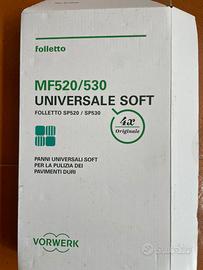 folletto
MF520/530
UNIVERSALE SOFT
FOLLETTO SP520 / SP530
4x
Originale
PANNI UNIVERSALI SOFT
PER LA PULIZIA DEI
PAVIMENTI DURI
VORWERK
subito